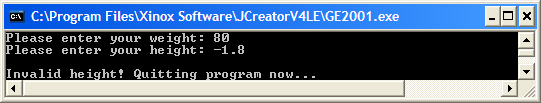 C:\Program Files\Xinox Software\JCreatorV4LE\GE2001.exe
Please enter your weight: 80
Please enter your height: -1.8
Invalid height! Quitting program now...